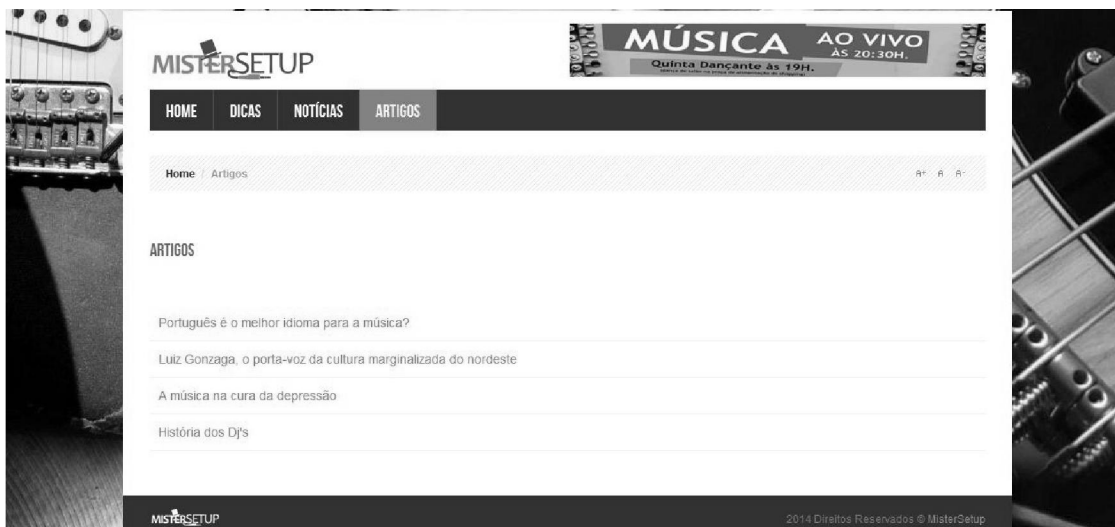 MISTERSETUP
MÚSICA AO VIVO
ÀS 20:30H.
Quinta Dançante às 19H.
HOME DICAS NOTÍCIAS ARTIGOS
Home / Artigos
A+ A A-
ARTIGOS
Português é o melhor idioma para a música?
Luiz Gonzaga, o porta-voz da cultura marginalizada do nordeste
A música na cura da depressão
História dos Dj's
MISTERSETUP
2014 Direitos Reservados © MisterSetup